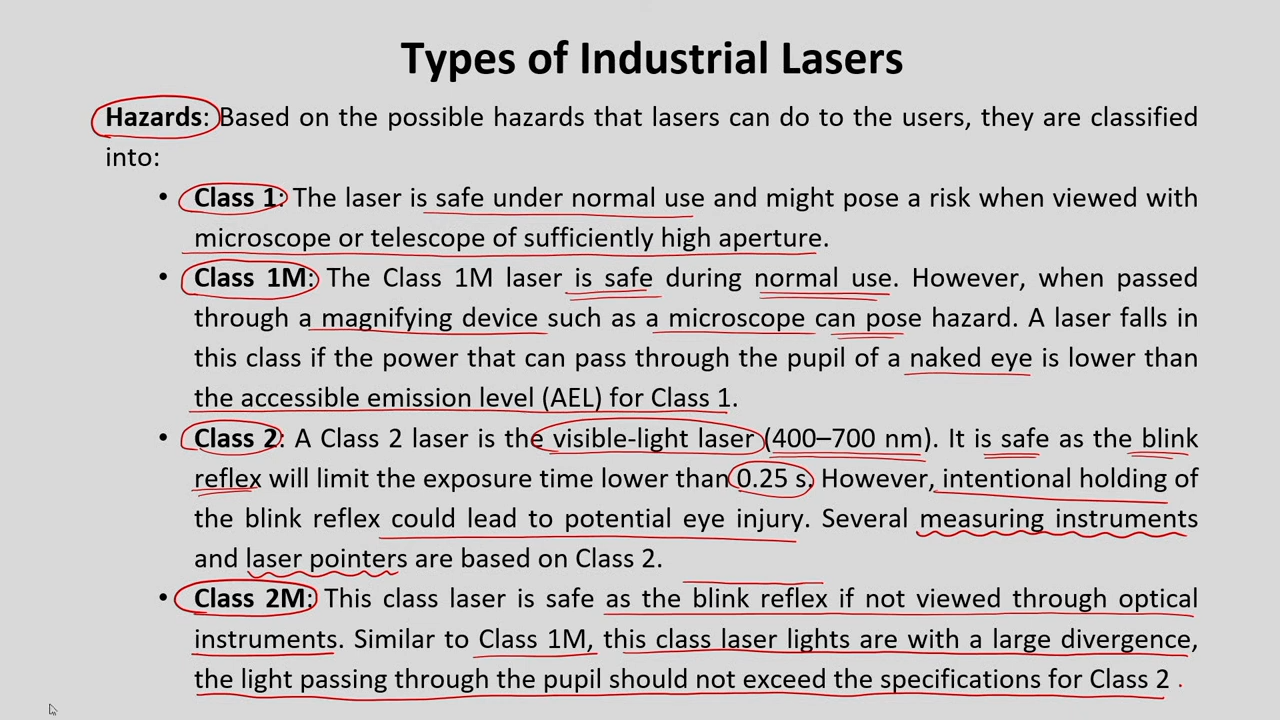 Types of Industrial Lasers
Hazards: Based on the possible hazards that lasers can do to the users, they are classified
into:
• Class 1: The laser is safe under normal use and might pose a risk when viewed with
microscope or telescope of sufficiently high aperture.
• Class 1M: The Class 1M laser is safe during normal use. However, when passed
through a magnifying device such as a microscope can pose hazard. A laser falls in
this class if the power that can pass through the pupil of a naked eye is lower than
the accessible emission level (AEL) for Class 1.
• Class 2: A Class 2 laser is the visible-light laser (400–700 nm). It is safe as the blink
reflex will limit the exposure time lower than 0.25 s. However, intentional holding of
the blink reflex could lead to potential eye injury. Several measuring instruments
and laser pointers are based on Class 2.
• Class 2M: This class laser is safe as the blink reflex if not viewed through optical
instruments. Similar to Class 1M, this class laser lights are with a large divergence,
the light passing through the pupil should not exceed the specifications for Class 2 .